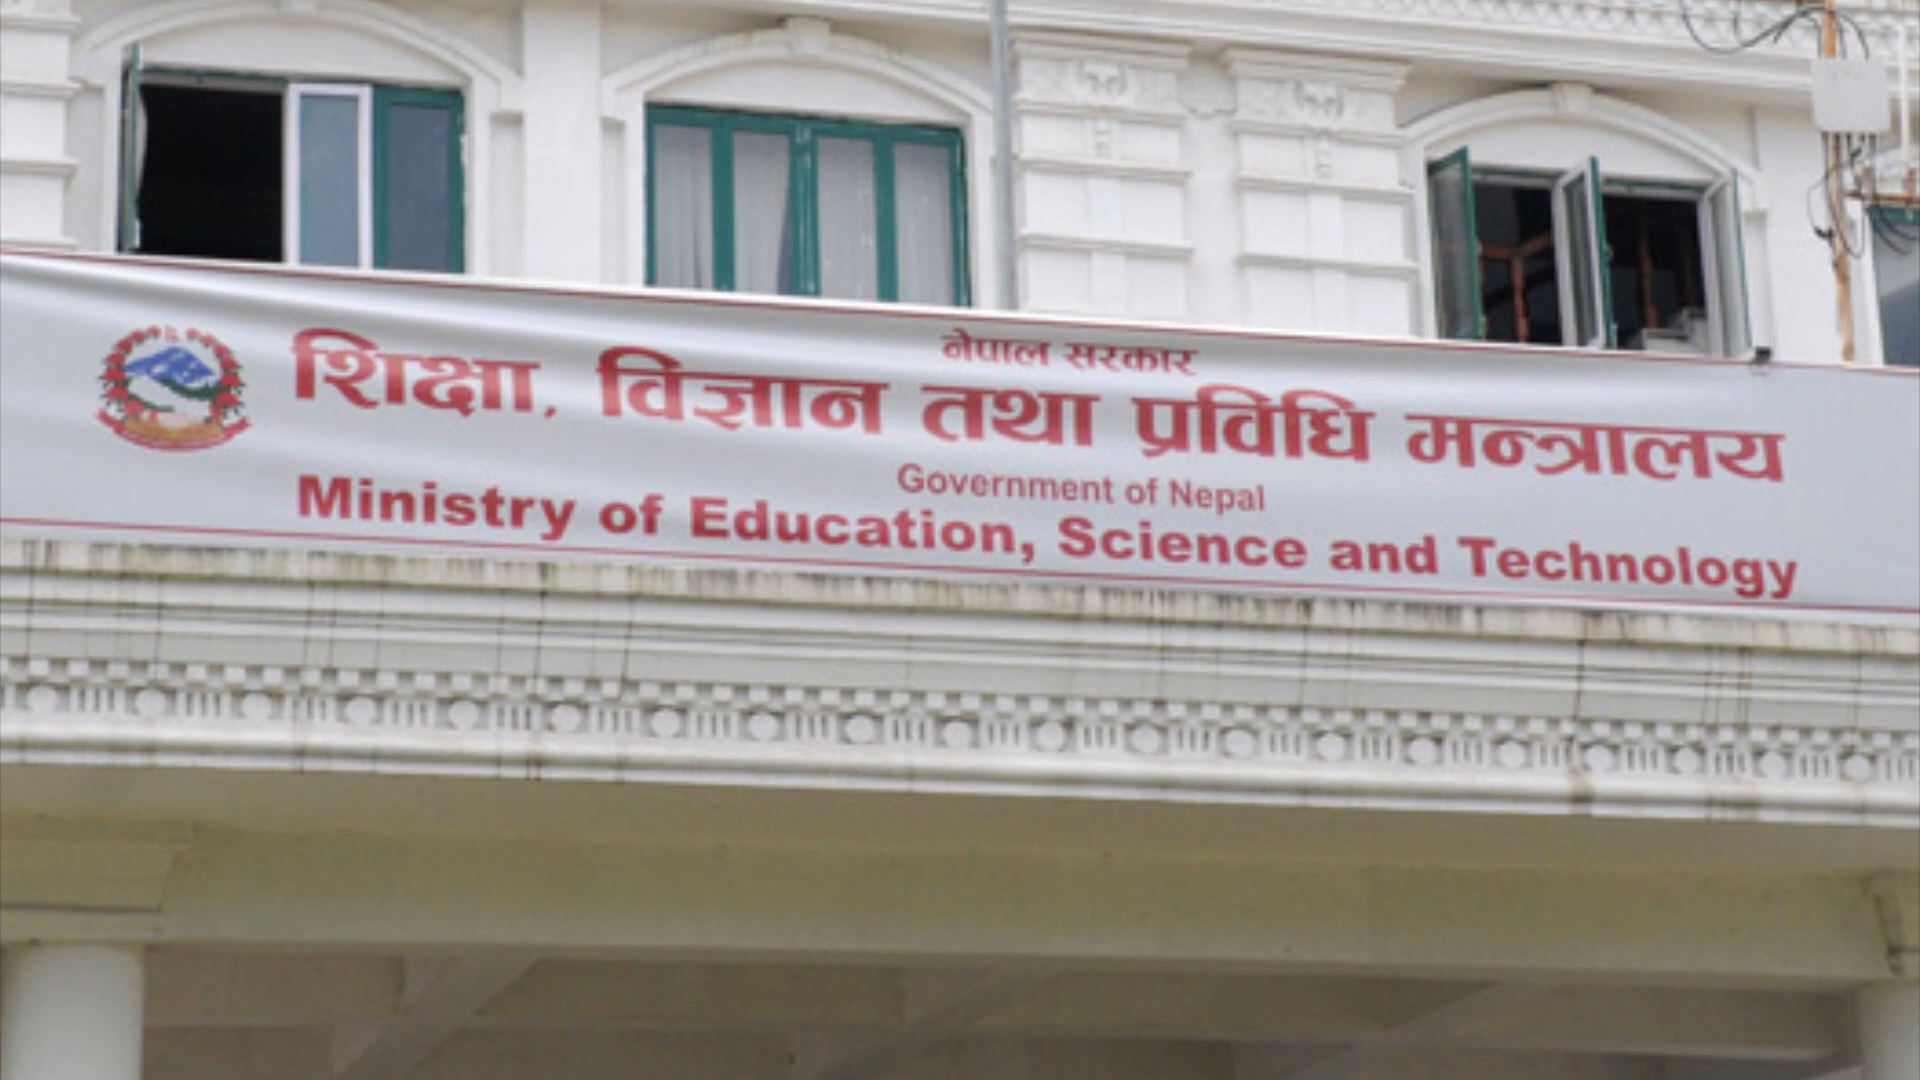 नेपाल सरकार
शिक्षा, विज्ञान तथा प्रविधि मन्त्रालय
Government of Nepal
Ministry of Education, Science and Technology